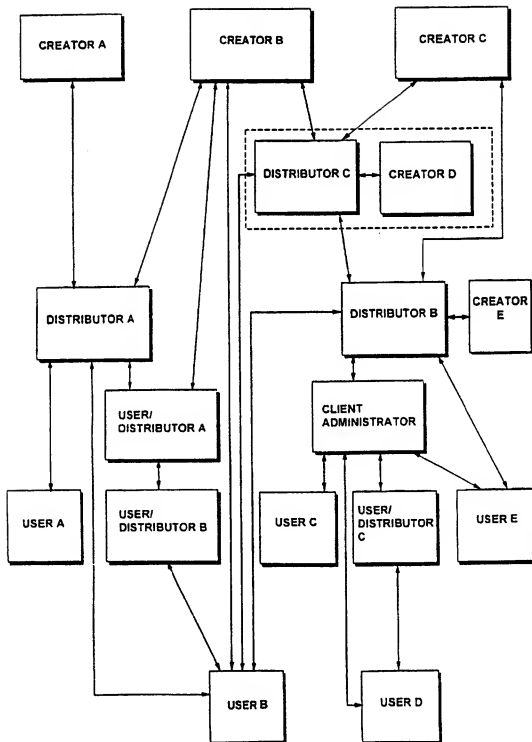 CREATOR A
CREATOR B
CREATOR C
DISTRIBUTOR C
CREATOR D
DISTRIBUTOR A
DISTRIBUTOR B
CREATOR
E
USER/
DISTRIBUTOR A
CLIENT
ADMINISTRATOR
USER A
USER/
DISTRIBUTOR B
USER C
USER/
DISTRIBUTOR
C
USER E
USER B
USER D